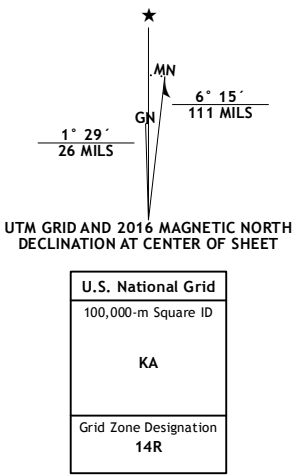 ★
MN
GN
6° 15´
111 MILS
1° 29´
26 MILS
UTM GRID AND 2016 MAGNETIC NORTH
DECLINATION AT CENTER OF SHEET
U.S. National Grid
100,000-m Square ID
KA
Grid Zone Designation
14R